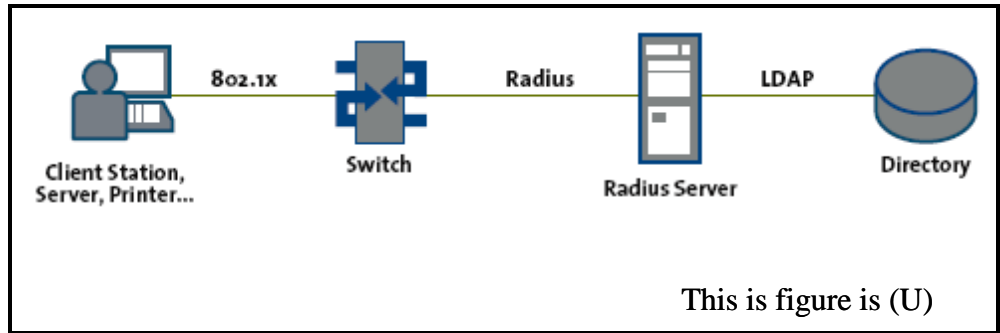 802.1x
Radius
LDAP
Client Station,
Server, Printer...
Switch
Radius Server
Directory
This is figure is (U)